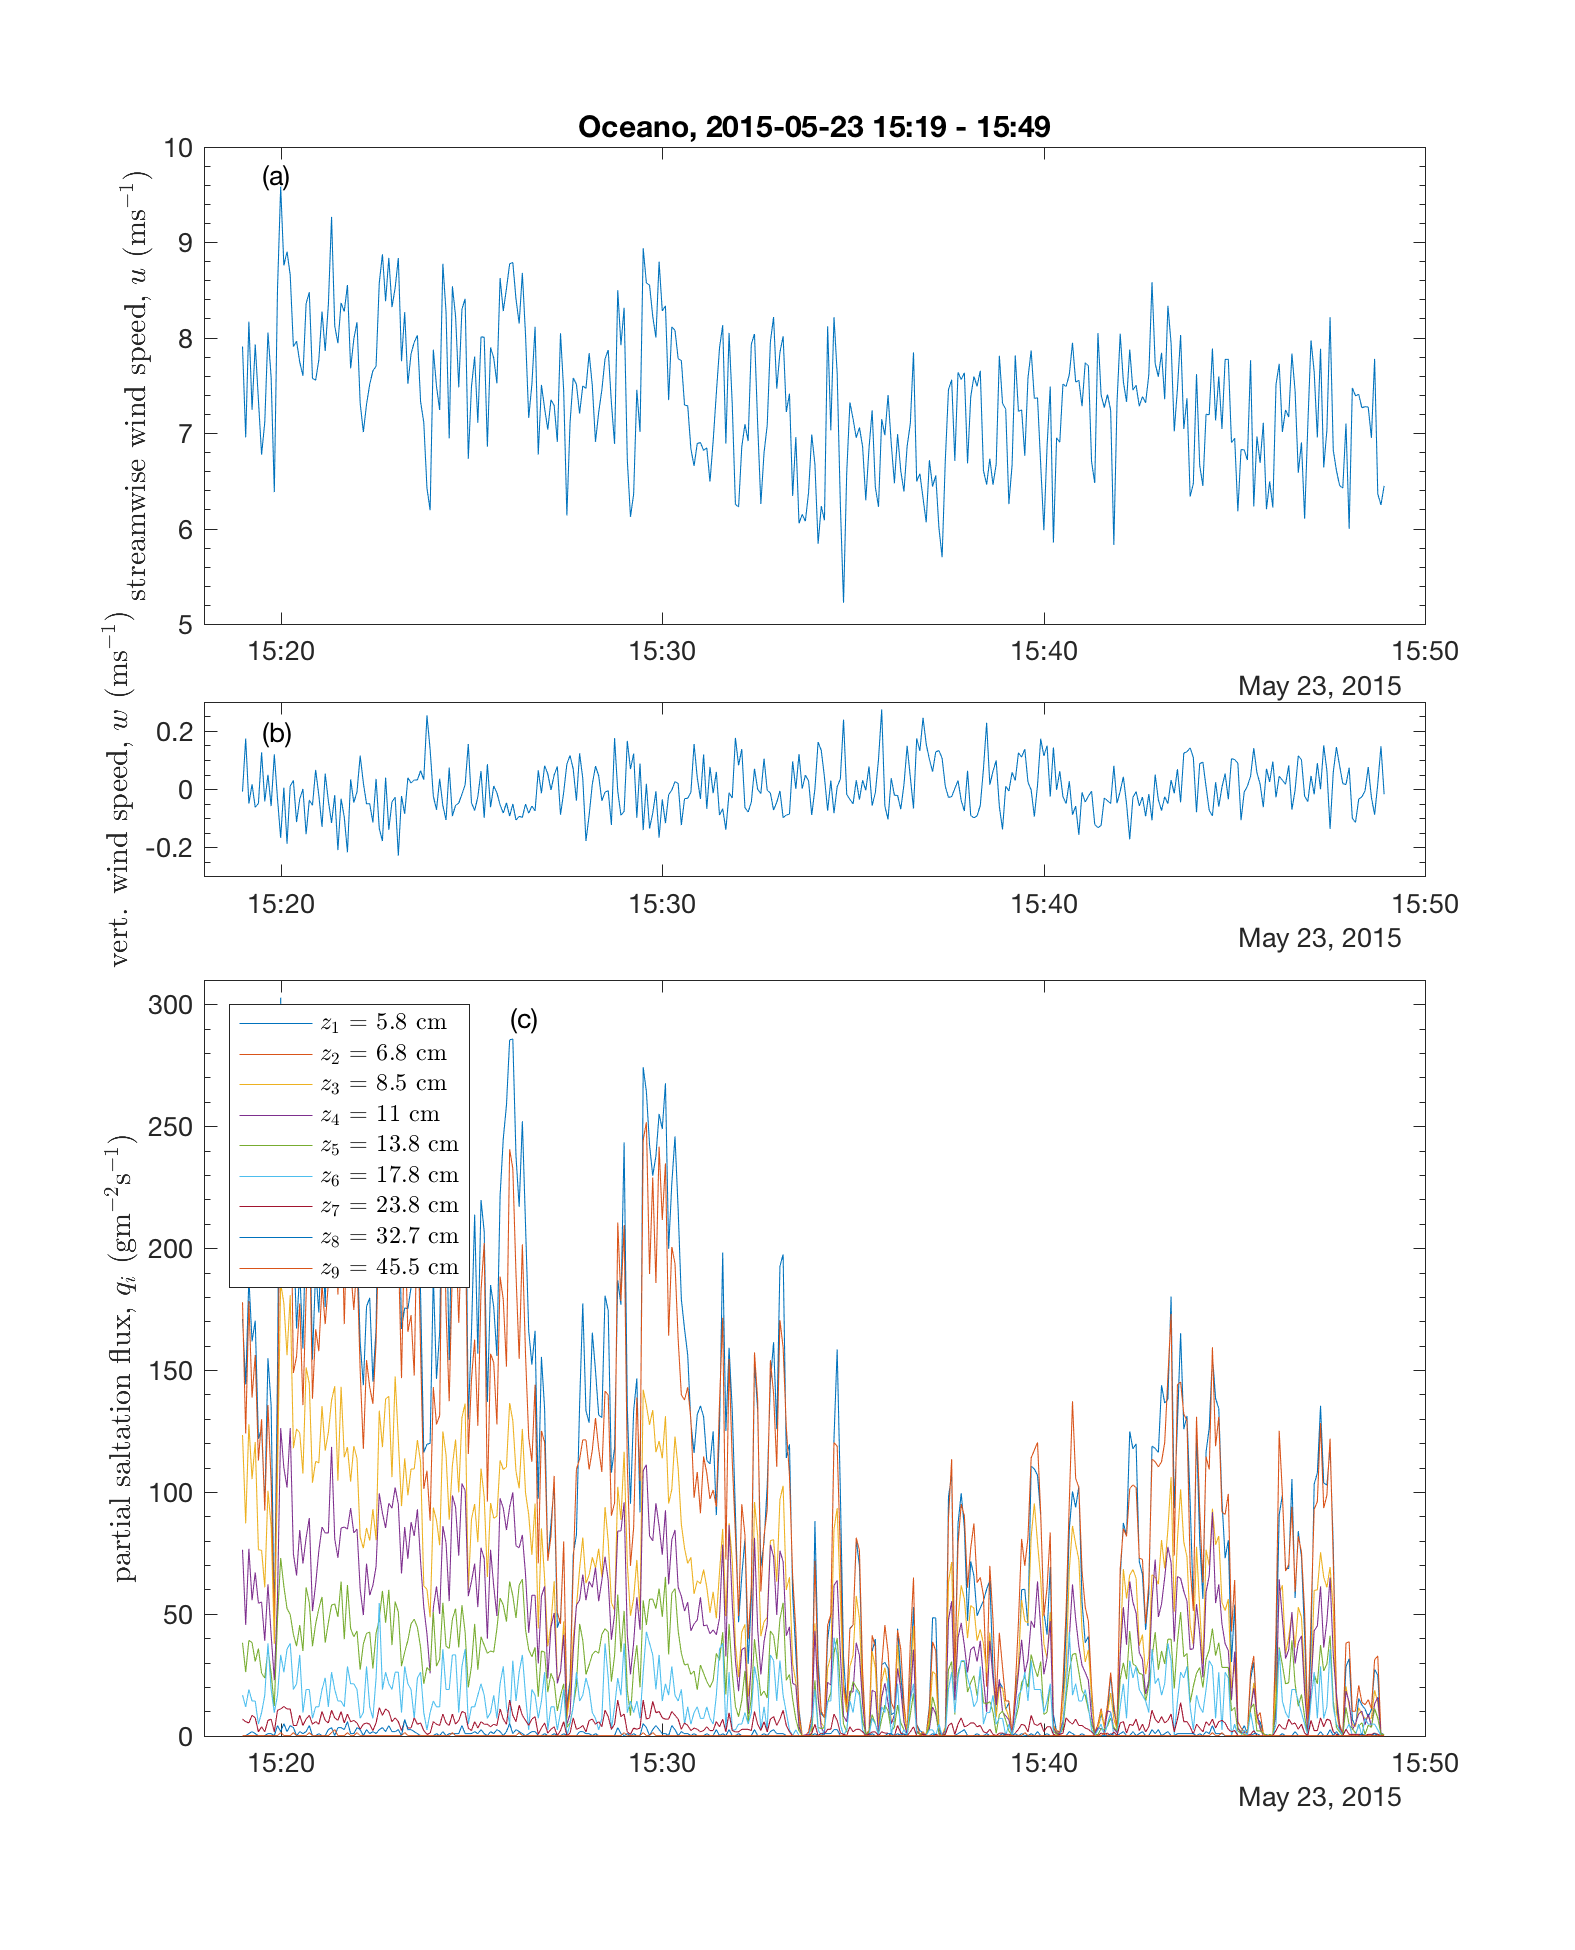 Oceano, 2015-05-23 15:19 - 15:49
(a)
streamwise wind speed, u (ms⁻¹)
10
9
8
7
6
5
15:20 15:30 15:40 15:50
May 23, 2015
(b)
vert. wind speed, w (ms⁻¹)
0.2
0
-0.2
15:20 15:30 15:40 15:50
May 23, 2015
(c)
partial saltation flux, qᵢ (gm⁻²s⁻¹)
300
250
200
150
100
50
0
z₁ = 5.8 cm
z₂ = 6.8 cm
z₃ = 8.5 cm
z₄ = 11 cm
z₅ = 13.8 cm
z₆ = 17.8 cm
z₇ = 23.8 cm
z₈ = 32.7 cm
z₉ = 45.5 cm
15:20 15:30 15:40 15:50
May 23, 2015